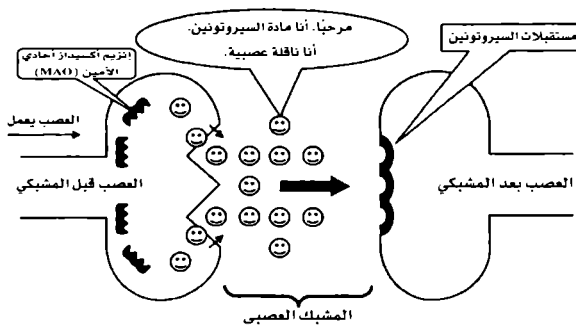 مرحبًا. أنا مادة السيروتونين.
أنا ناقلة عصبية.
مستقبلات السيروتونين
إنزيم أكسيداز أحادي
الأمين (MAO)
العصب يعمل
العصب قبل المشبكي
العصب بعد المشبكي
المشبك العصبي